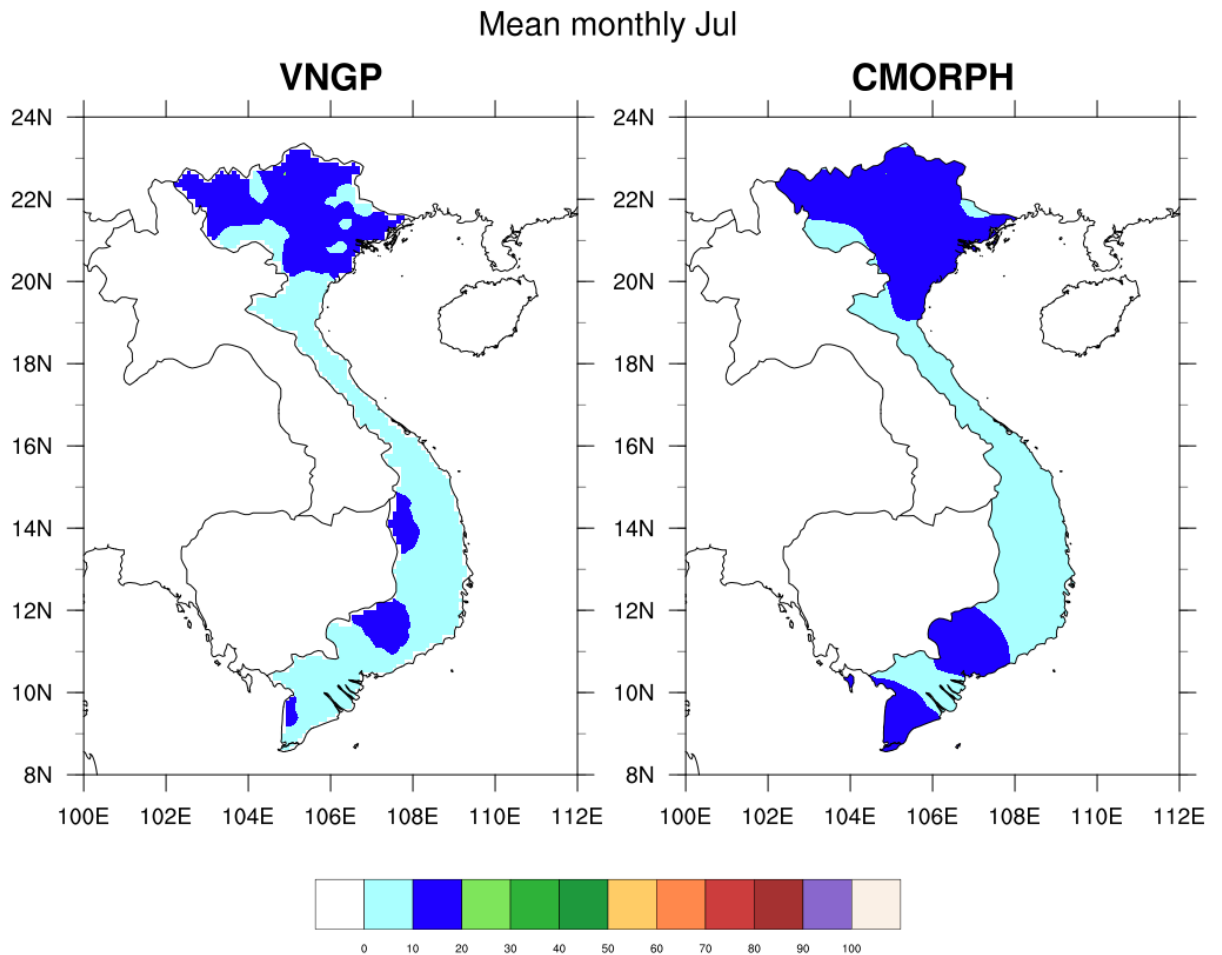 Mean monthly Jul
VNGP CMORPH
24N 24N
22N 22N
20N 20N
18N 18N
16N 16N
14N 14N
12N 12N
10N 10N
8N 8N
100E 102E 104E 106E 108E 110E 112E 100E 102E 104E 106E 108E 110E 112E
0 10 20 30 40 50 60 70 80 90 100